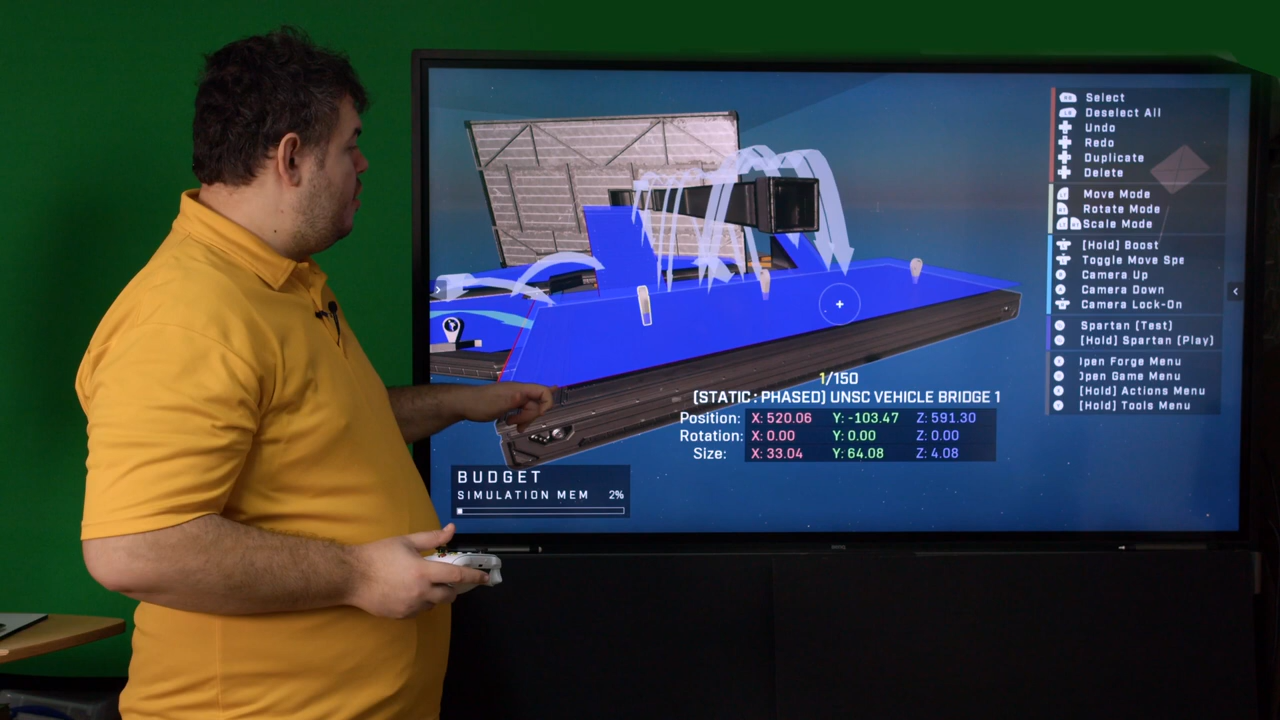 Select
Deselect All
Undo
Redo
Duplicate
Delete
Move Mode
Rotate Mode
Scale Mode
[Hold] Boost
Toggle Move Spe
Camera Up
Camera Down
Camera Lock-On
Spartan (Test)
[Hold] Spartan (Play)
pen Forge Menu
pen Game Menu
[Hold] Actions Menu
[Hold] Tools Menu
1/150
[STATIC : PHASED] UNSC VEHICLE BRIDGE 1
Position: X: 520.06 Y: -103.47 Z: 591.30
Rotation: X: 0.00 Y: 0.00 Z: 0.00
Size: X: 33.04 Y: 64.08 Z: 4.08
BUDGET
SIMULATION MEM 2%